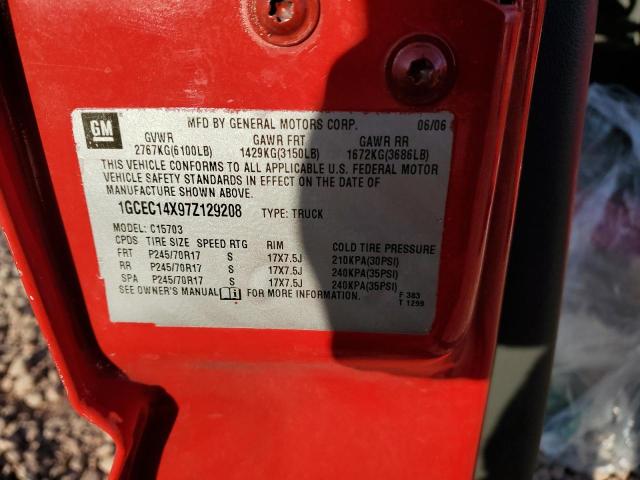 GM
MFD BY GENERAL MOTORS CORP. 06/06
GVWR GAWR FRT GAWR RR
2767KG(6100LB) 1429KG(3150LB) 1672KG(3686LB)
THIS VEHICLE CONFORMS TO ALL APPLICABLE U.S. FEDERAL MOTOR
VEHICLE SAFETY STANDARDS IN EFFECT ON THE DATE OF
MANUFACTURE SHOWN ABOVE.
1GCEC14X97Z129208 TYPE: TRUCK
MODEL: C15703
CPDS TIRE SIZE SPEED RTG RIM COLD TIRE PRESSURE
FRT P245/70R17 S 17X7.5J 210KPA(30PSI)
RR P245/70R17 S 17X7.5J 240KPA(35PSI)
SPA P245/70R17 S 17X7.5J 240KPA(35PSI)
SEE OWNER'S MANUAL i FOR MORE INFORMATION. F 383
T 1299